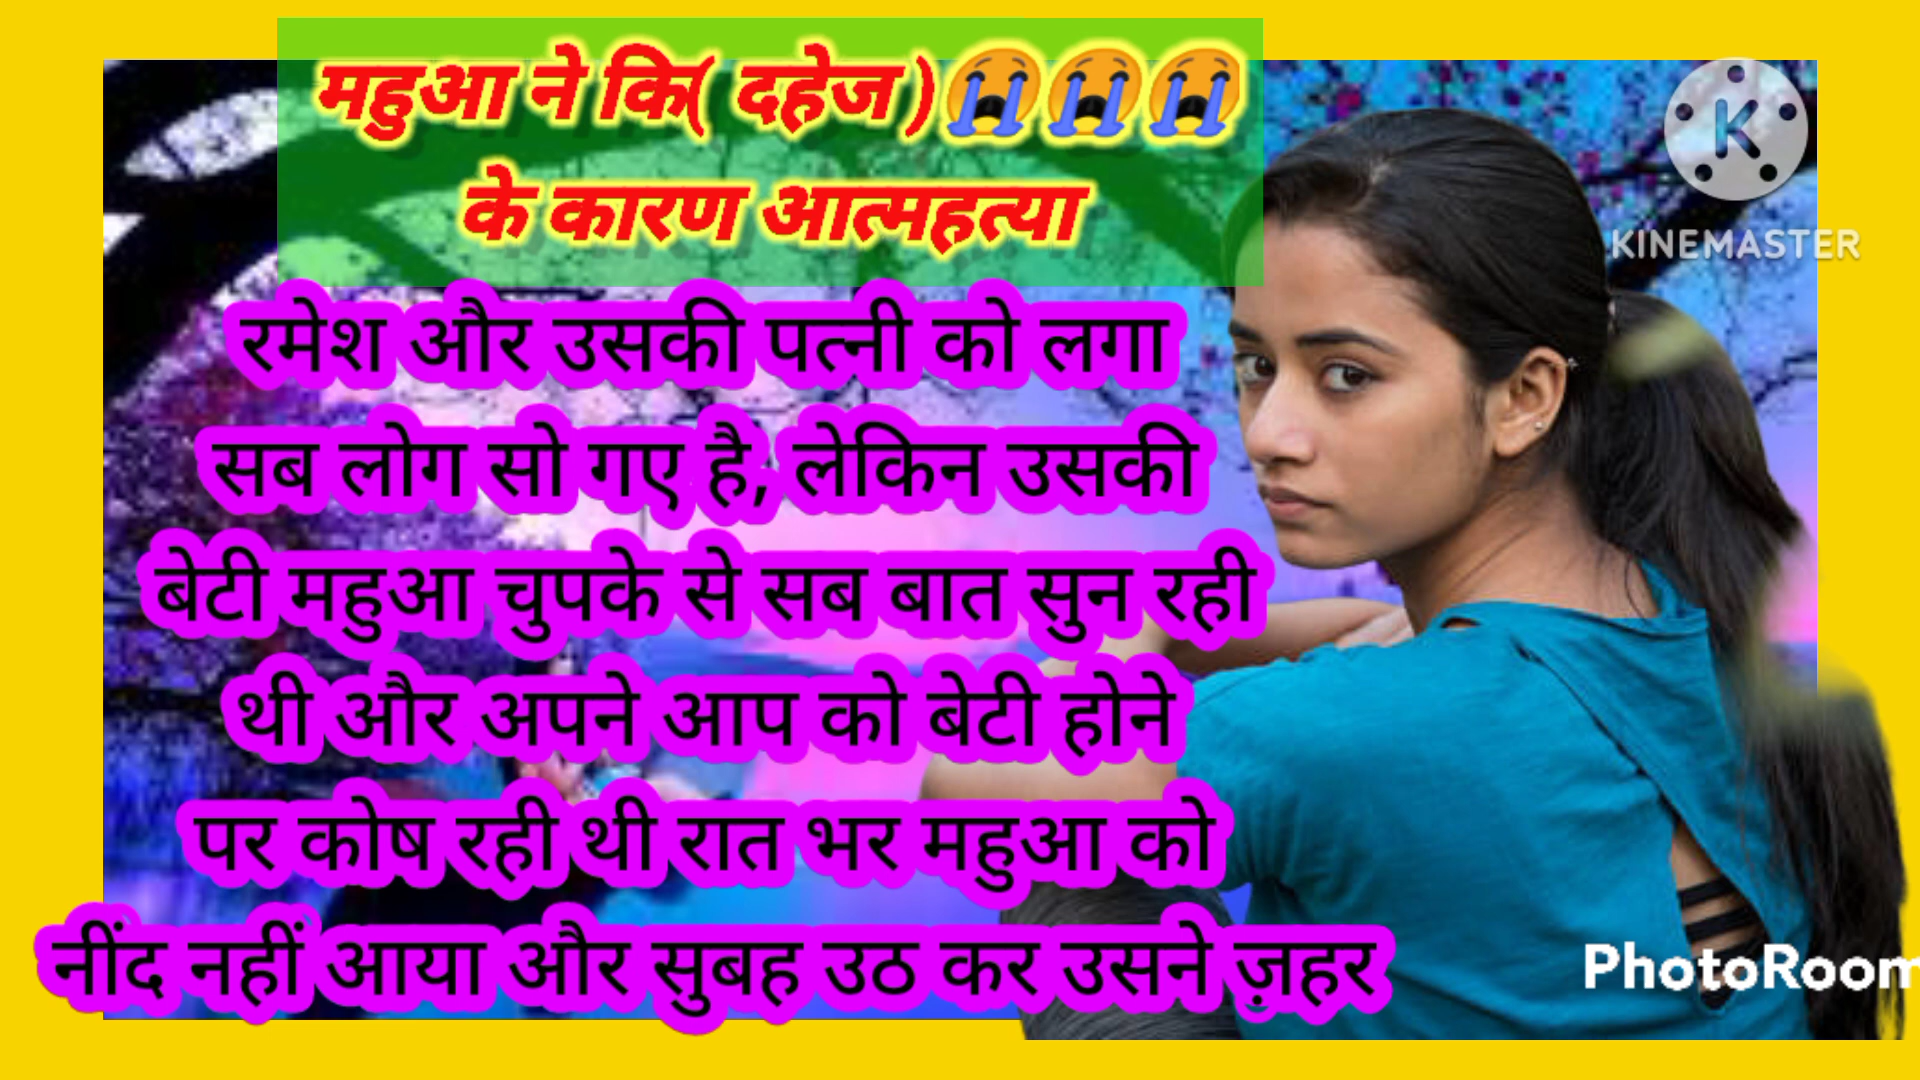 महुआ ने कि( दहेज )😭😭😭
के कारण आत्महत्या
रमेश और उसकी पत्नी को लगा
सब लोग सो गए है, लेकिन उसकी
बेटी महुआ चुपके से सब बात सुन रही
थी और अपने आप को बेटी होने
पर कोष रही थी रात भर महुआ को
नींद नहीं आया और सुबह उठ कर उसने ज़हर
K
KINEMASTER
PhotoRoom